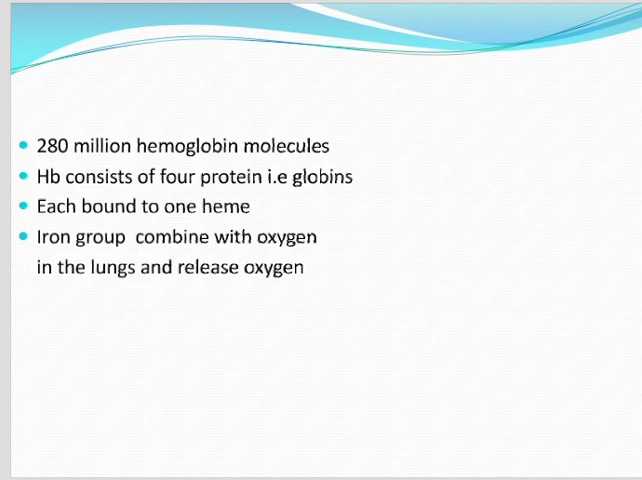 280 million hemoglobin molecules
Hb consists of four protein i.e globins
Each bound to one heme
Iron group combine with oxygen
in the lungs and release oxygen